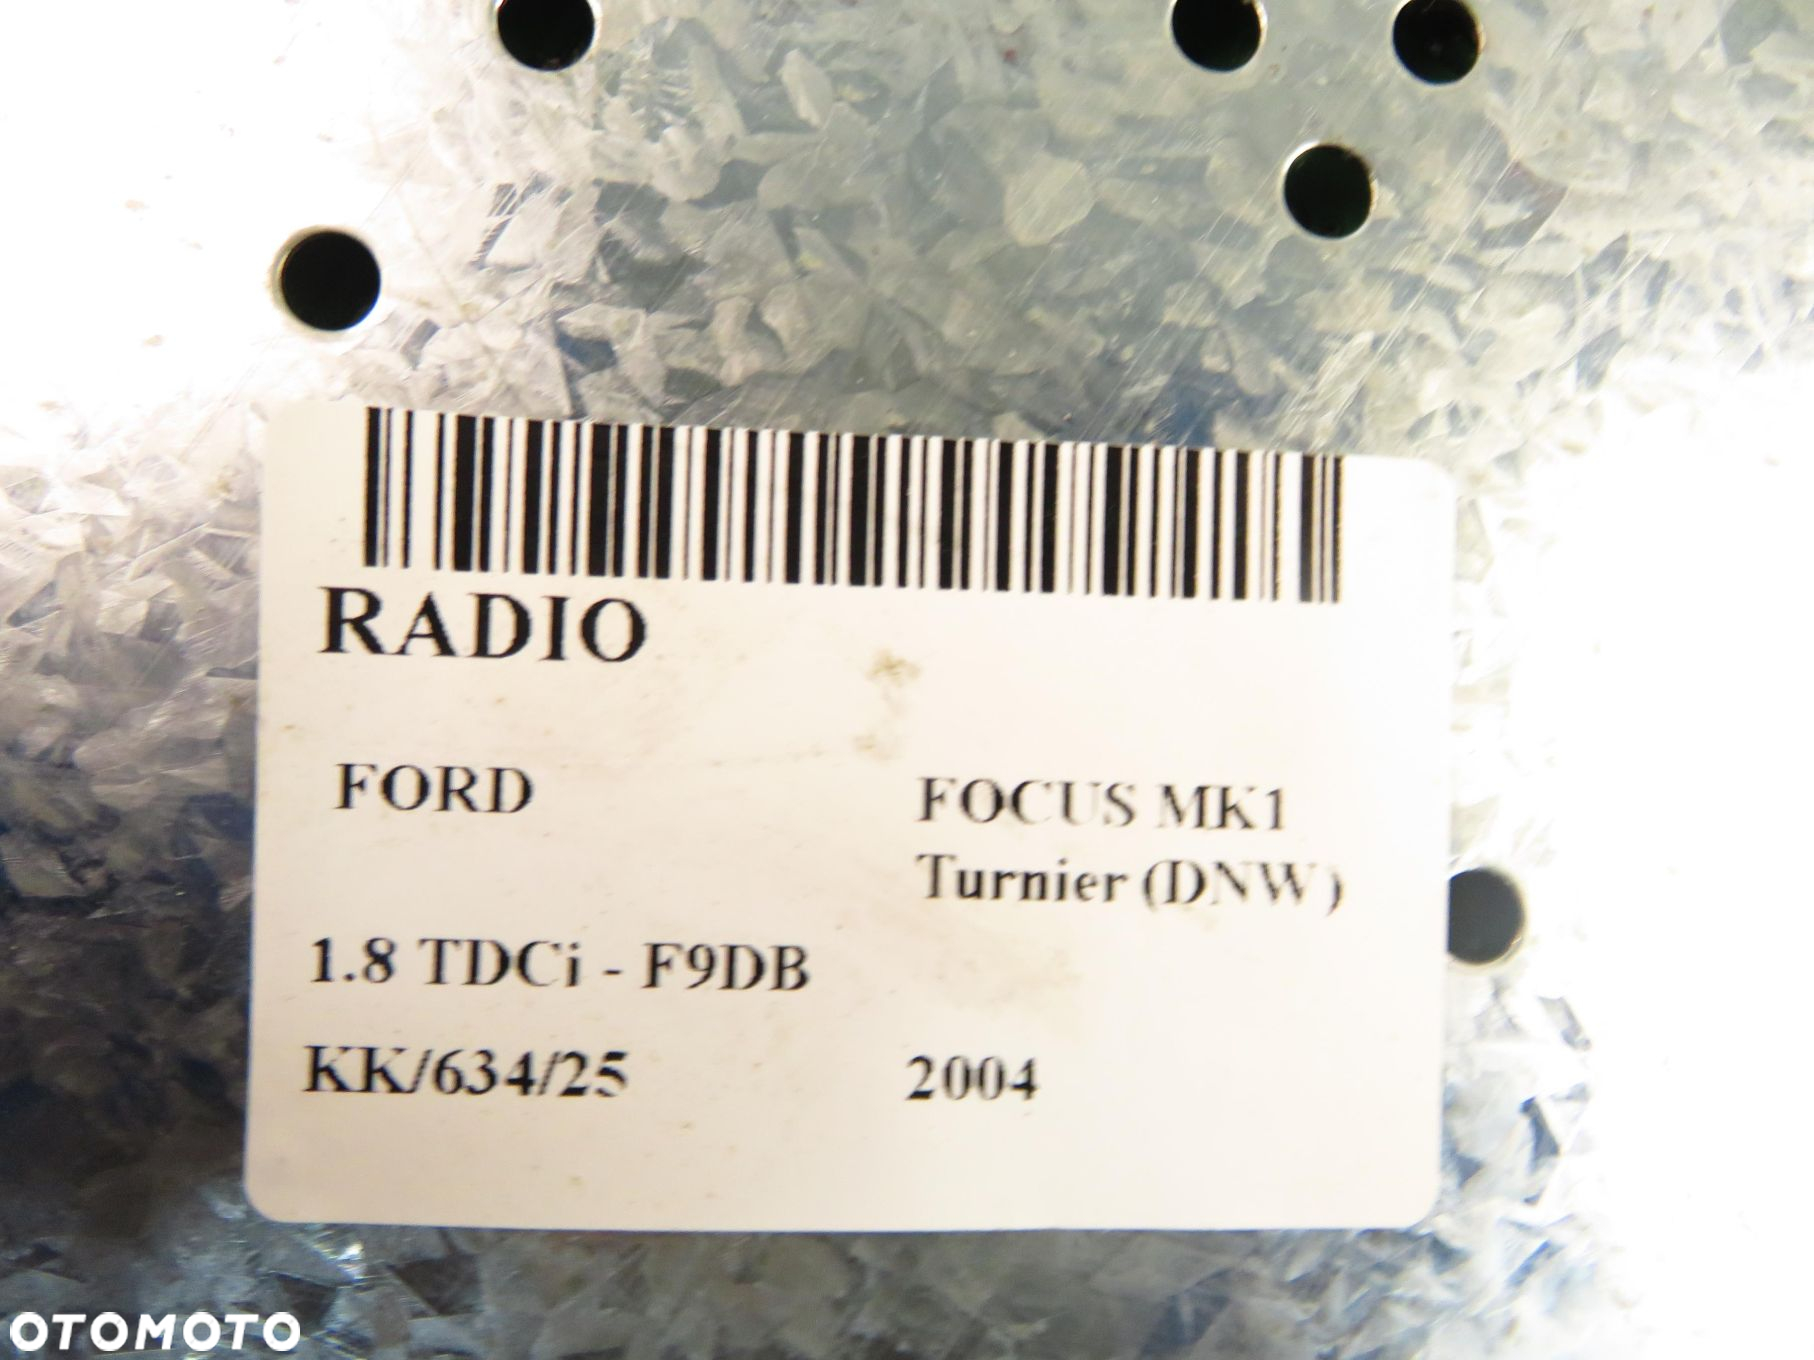 RADIO
FORD
FOCUS MK1
Turnier (DNW)
1.8 TDCi - F9DB
KK/634/25
2004
OTOMOTO